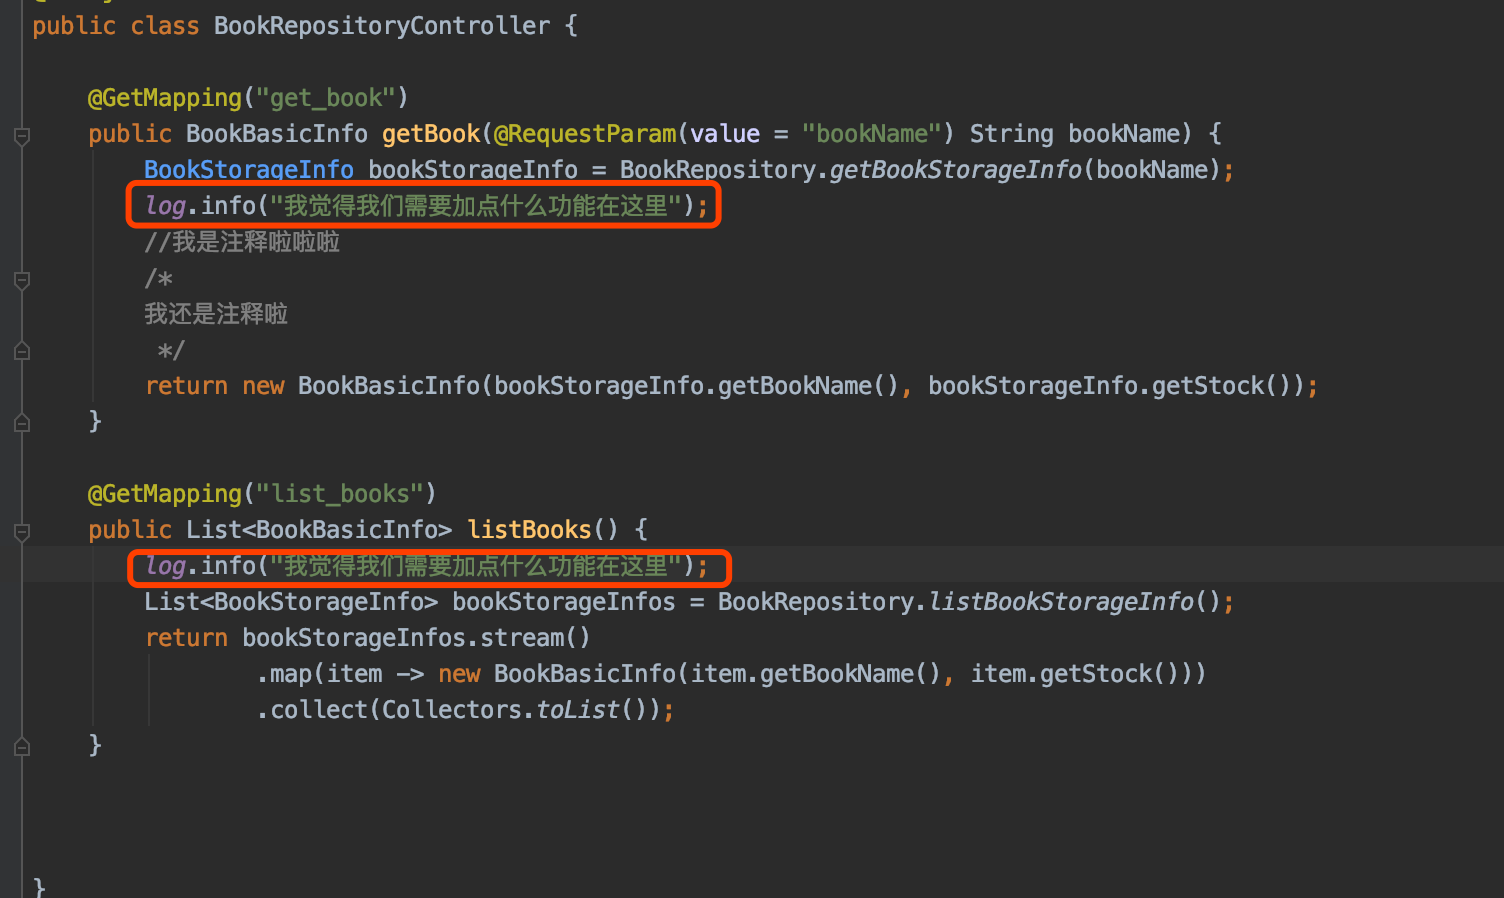 public class BookRepositoryController {
@GetMapping("get_book")
public BookBasicInfo getBook(@RequestParam(value = "bookName") String bookName) {
BookStorageInfo bookStorageInfo = BookRepository.getBookStorageInfo(bookName);
log.info("我觉得我们需要加点什么功能在这里");
//我是注释啦啦啦
/*
我还是注释啦
*/
return new BookBasicInfo(bookStorageInfo.getBookName(), bookStorageInfo.getStock());
}
@GetMapping("list_books")
public List<BookBasicInfo> listBooks() {
log.info("我觉得我们需要加点什么功能在这里");
List<BookStorageInfo> bookStorageInfos = BookRepository.listBookStorageInfo();
return bookStorageInfos.stream()
.map(item -> new BookBasicInfo(item.getBookName(), item.getStock()))
.collect(Collectors.toList());
}
}